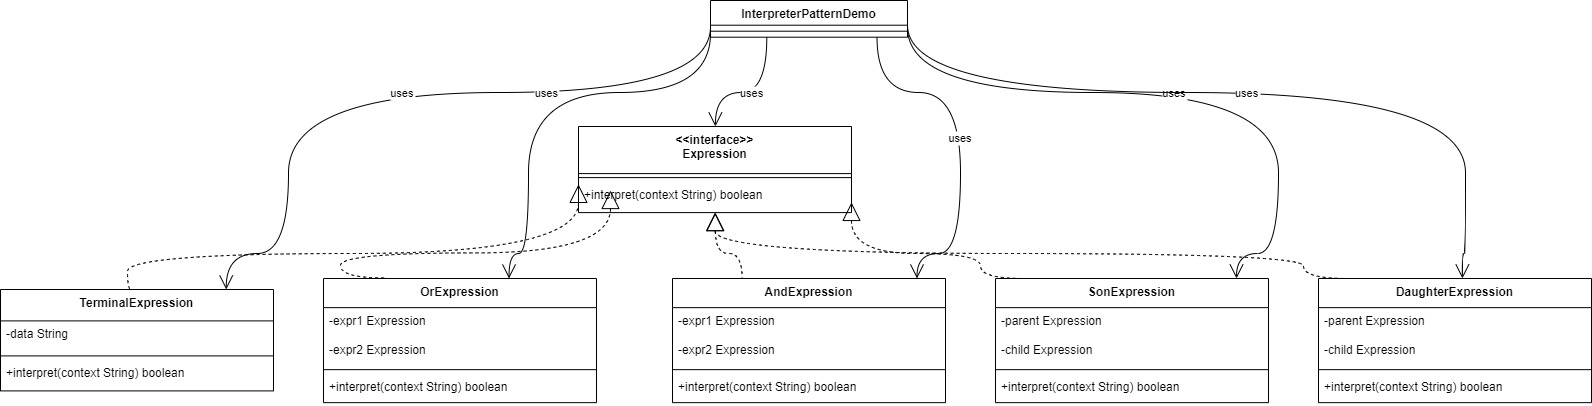 InterpreterPatternDemo
uses
uses
uses
uses
uses
uses
<<interface>>
Expression
+interpret(context String) boolean
TerminalExpression
-data String
+interpret(context String) boolean
OrExpression
-expr1 Expression
-expr2 Expression
+interpret(context String) boolean
AndExpression
-expr1 Expression
-expr2 Expression
+interpret(context String) boolean
SonExpression
-parent Expression
-child Expression
+interpret(context String) boolean
DaughterExpression
-parent Expression
-child Expression
+interpret(context String) boolean